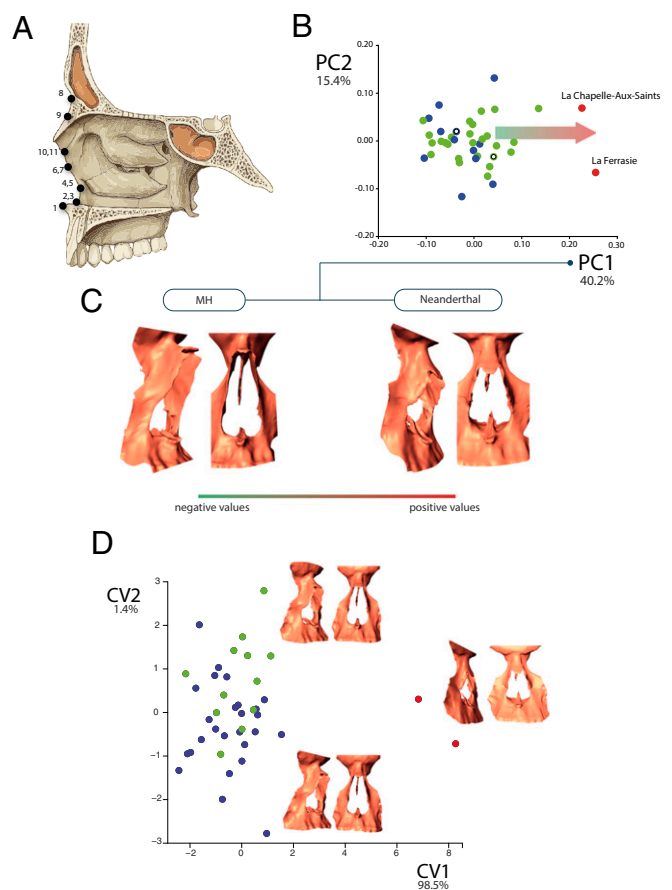 A
8
9
10,11
6,7
4,5
2,3
1
B
PC2
15.4%
0.20
0.10
0.00
-0.10
-0.20
La Chapelle-Aux-Saints
La Ferrasie
-0.20
-0.10
0.00
0.10
0.20
0.30
PC1
40.2%
C
MH
Neanderthal
negative values
positive values
D
CV2
1.4%
3
2
1
0
−1
−2
−3
−2
0
2
4
6
8
CV1
98.5%